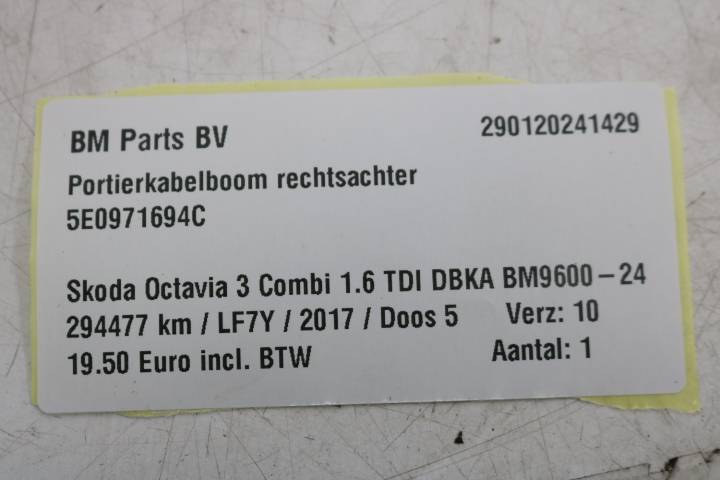 BM Parts BV 290120241429
Portierkabelboom rechtsachter
5E0971694C
Skoda Octavia 3 Combi 1.6 TDI DBKA BM9600-24
294477 km / LF7Y / 2017 / Doos 5 Verz: 10
19.50 Euro incl. BTW Aantal: 1